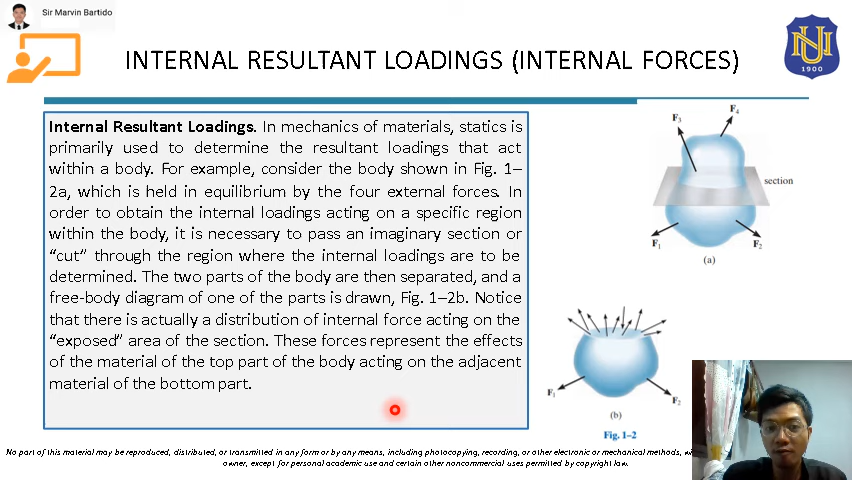 Sir Marvin Bartido
INTERNAL RESULTANT LOADINGS (INTERNAL FORCES)
NU
1900
Internal Resultant Loadings. In mechanics of materials, statics is
primarily used to determine the resultant loadings that act
within a body. For example, consider the body shown in Fig. 1–
2a, which is held in equilibrium by the four external forces. In
order to obtain the internal loadings acting on a specific region
within the body, it is necessary to pass an imaginary section or
“cut” through the region where the internal loadings are to be
determined. The two parts of the body are then separated, and a
free-body diagram of one of the parts is drawn, Fig. 1–2b. Notice
that there is actually a distribution of internal force acting on the
“exposed” area of the section. These forces represent the effects
of the material of the top part of the body acting on the adjacent
material of the bottom part.
F4
F3
section
F1
F2
(a)
F1
F2
(b)
Fig. 1–2
No part of this material may be reproduced, distributed, or transmitted in any form or by any means, including photocopying, recording, or other electronic or mechanical methods,
owner, except for personal academic use and certain other noncommercial uses permitted by copyright law.